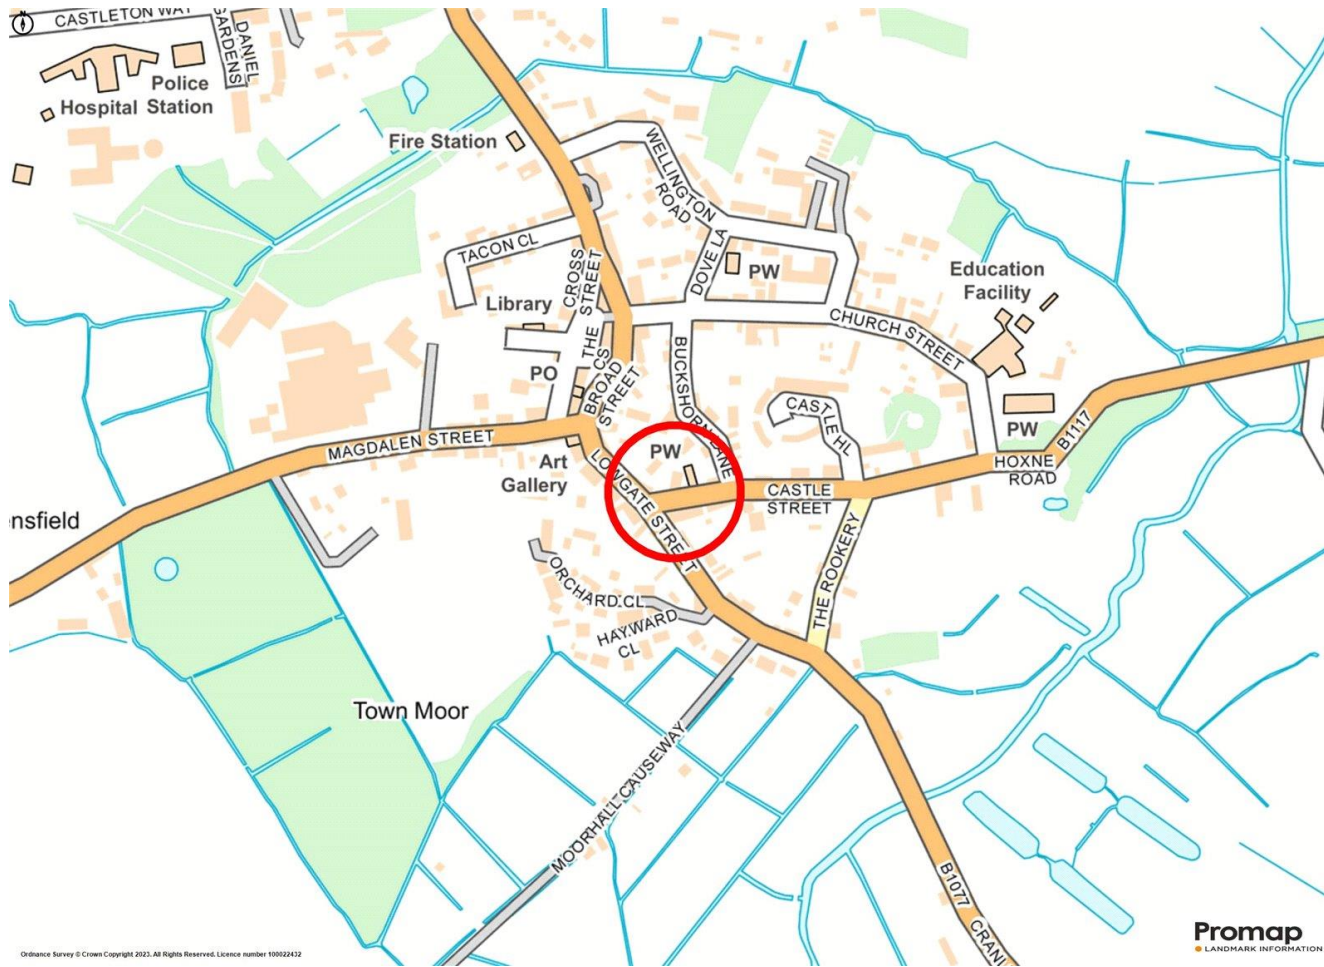 CASTLETON WAY
DANIEL
GARDENS
Police
Station
Hospital
Fire Station
WELLINGTON
ROAD
TACON CL
CROSS
STREET
DOVE LA
PW
Education
Facility
Library
THE
CHURCH STREET
PO
BROAD
STREET
BUCKSHORN LANE
CASTLE HL
MAGDALEN STREET
PW
PW
B1117
HOXNE
ROAD
Art
Gallery
LOWGATE STREET
CASTLE
STREET
ensfield
THE ROOKERY
ORCHARD CL
HAYWARD
CL
Town Moor
MOORHALL CAUSEWAY
B1077
Promap
LANDMARK INFORMATION
Ordnance Survey © Crown Copyright 2023. All Rights Reserved. Licence number 100022432